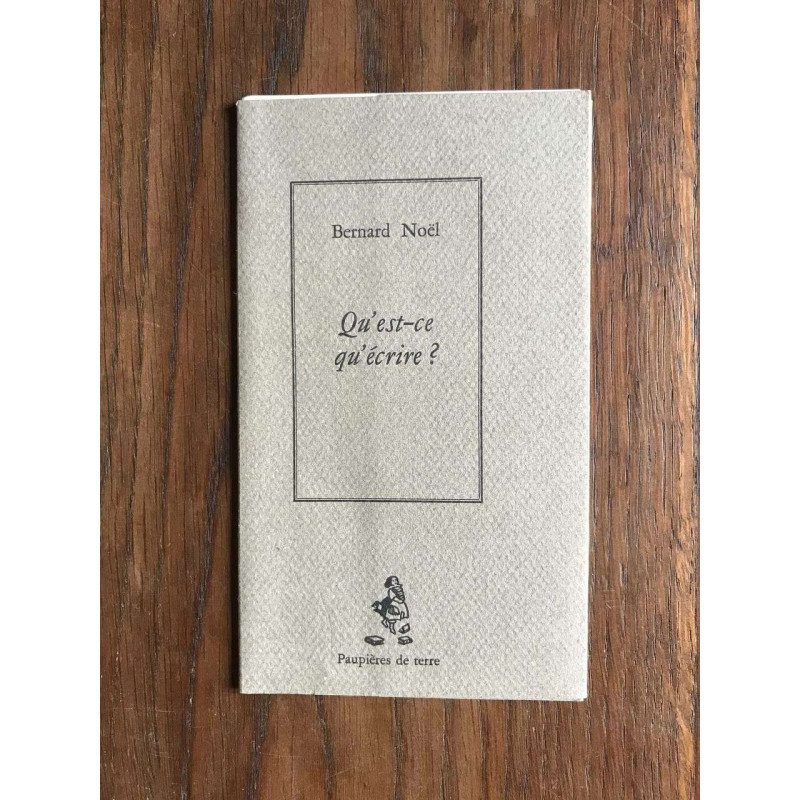 Bernard Noël
Qu'est-ce
qu'écrire ?
Paupières de terre